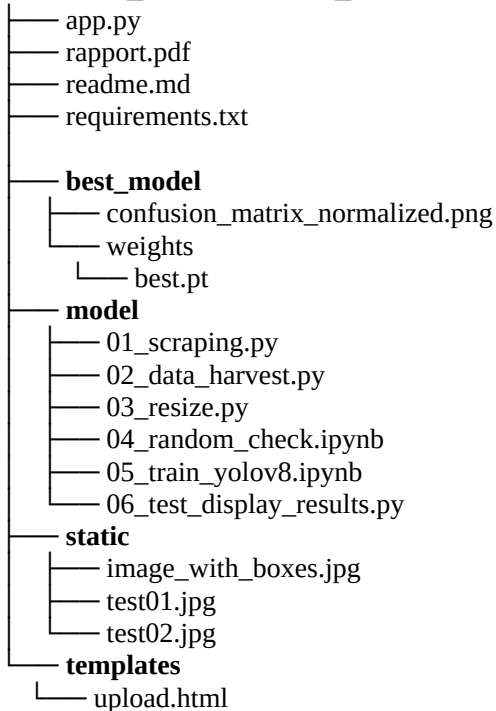 app.py
rapport.pdf
readme.md
requirements.txt
best_model
confusion_matrix_normalized.png
weights
best.pt
model
01_scraping.py
02_data_harvest.py
03_resize.py
04_random_check.ipynb
05_train_yolov8.ipynb
06_test_display_results.py
static
image_with_boxes.jpg
test01.jpg
test02.jpg
templates
upload.html